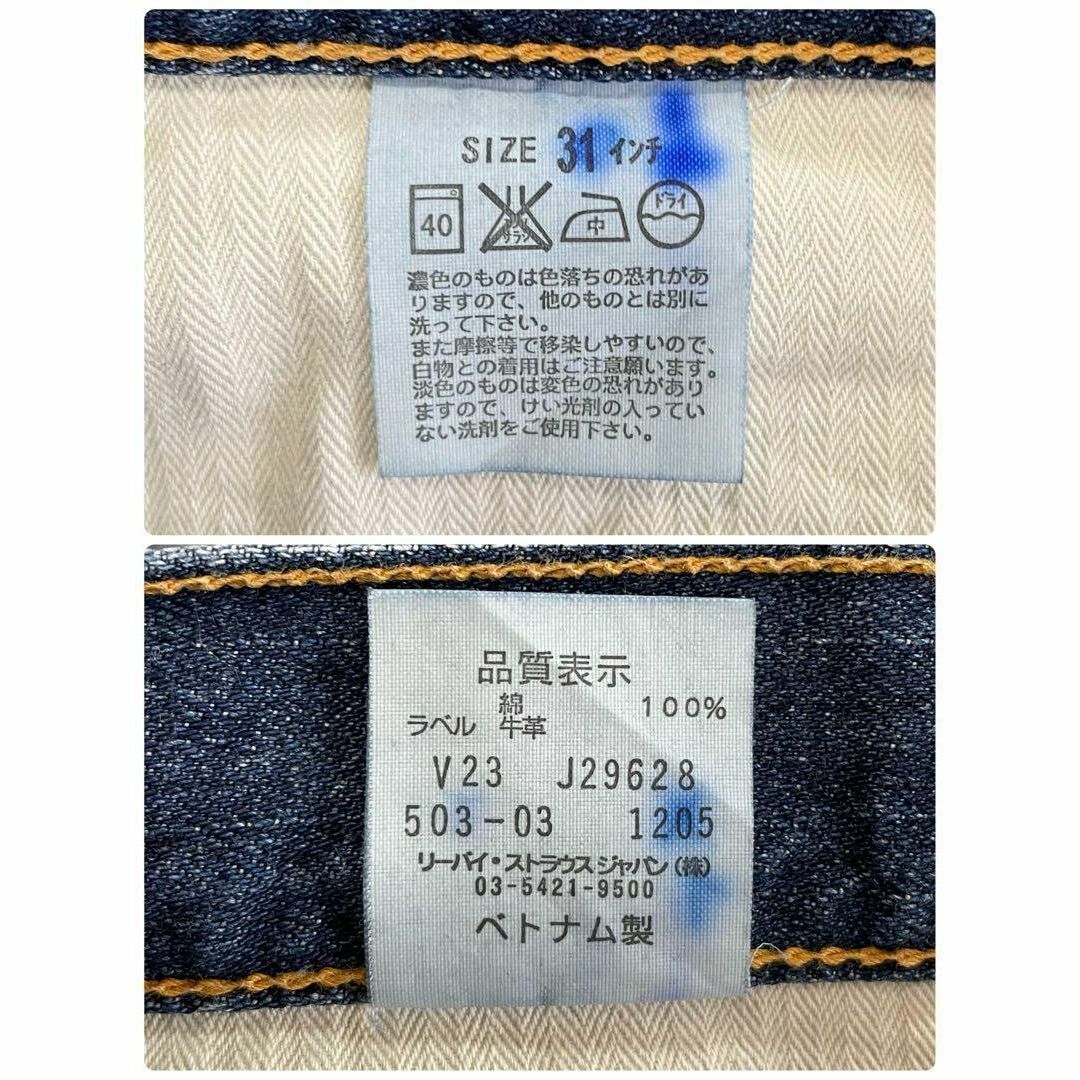 SIZE 31 インチ
40 エンソ サラシ 中 ドライ
濃色のものは色落ちの恐れがあ
りますので、他のものとは別に
洗って下さい。
また摩擦等で移染しやすいので、
白物との着用はご注意願います。
淡色のものは変色の恐れがあり
ますので、けい光剤の入ってい
ない洗剤をご使用下さい。
品質表示
綿 100%
ラベル 牛革
V23 J29628
503-03 1205
リーバイ・ストラウスジャパン(株)
03-5421-9500
ベトナム製